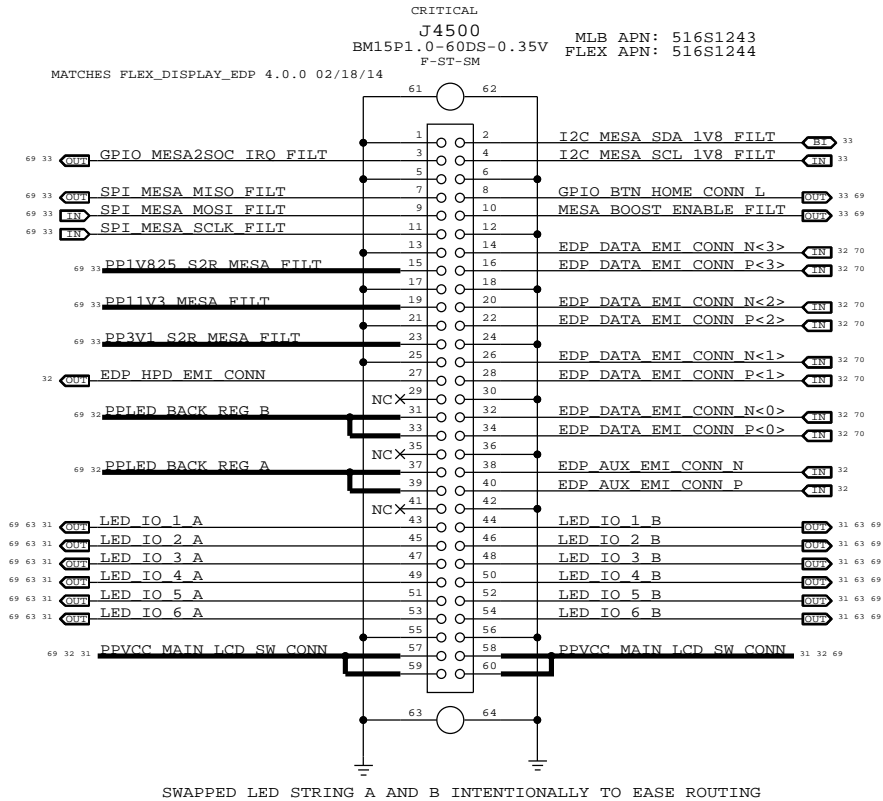 CRITICAL
J4500
BM15P1.0-60DS-0.35V
F-ST-SM
MLB APN: 516S1243
FLEX APN: 516S1244
MATCHES FLEX_DISPLAY_EDP 4.0.0 02/18/14
61 62
1 2 I2C_MESA_SDA_1V8_FILT BI 33
69 33 OUT GPIO_MESA2SOC_IRQ_FILT 3 4 I2C_MESA_SCL_1V8_FILT IN 33
5 6
69 33 OUT SPI_MESA_MISO_FILT 7 8 GPIO_BTN_HOME_CONN_L OUT 33 69
69 33 IN SPI_MESA_MOSI_FILT 9 10 MESA_BOOST_ENABLE_FILT OUT 33 69
69 33 IN SPI_MESA_SCLK_FILT 11 12
13 14 EDP_DATA_EMI_CONN_N<3> IN 32 70
69 33 PP1V825_S2R_MESA_FILT 15 16 EDP_DATA_EMI_CONN_P<3> IN 32 70
17 18
69 33 PP11V3_MESA_FILT 19 20 EDP_DATA_EMI_CONN_N<2> IN 32 70
21 22 EDP_DATA_EMI_CONN_P<2> IN 32 70
69 33 PP3V1_S2R_MESA_FILT 23 24
25 26 EDP_DATA_EMI_CONN_N<1> IN 32 70
32 OUT EDP_HPD_EMI_CONN 27 28 EDP_DATA_EMI_CONN_P<1> IN 32 70
NC 29 30
69 32 PPLED_BACK_REG_B 31 32 EDP_DATA_EMI_CONN_N<0> IN 32 70
33 34 EDP_DATA_EMI_CONN_P<0> IN 32 70
NC 35 36
69 32 PPLED_BACK_REG_A 37 38 EDP_AUX_EMI_CONN_N IN 32
39 40 EDP_AUX_EMI_CONN_P IN 32
NC 41 42
69 63 31 OUT LED_IO_1_A 43 44 LED_IO_1_B OUT 31 63 69
69 63 31 OUT LED_IO_2_A 45 46 LED_IO_2_B OUT 31 63 69
69 63 31 OUT LED_IO_3_A 47 48 LED_IO_3_B OUT 31 63 69
69 63 31 OUT LED_IO_4_A 49 50 LED_IO_4_B OUT 31 63 69
69 63 31 OUT LED_IO_5_A 51 52 LED_IO_5_B OUT 31 63 69
69 63 31 OUT LED_IO_6_A 53 54 LED_IO_6_B OUT 31 63 69
55 56
69 32 31 PPVCC_MAIN_LCD_SW_CONN 57 58 PPVCC_MAIN_LCD_SW_CONN 31 32 69
59 60
63 64
SWAPPED LED STRING A AND B INTENTIONALLY TO EASE ROUTING